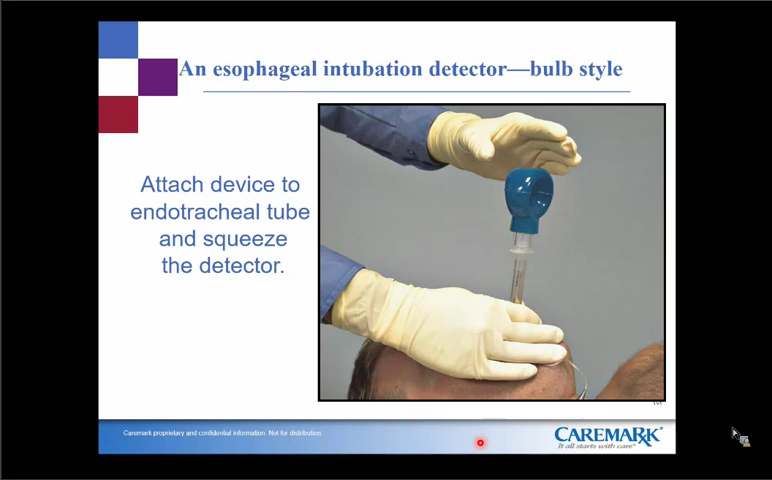 An esophageal intubation detector—bulb style
Attach device to
endotracheal tube
and squeeze
the detector.
Caremark proprietary and confidential information. Not for distribution
CAREMARK
It all starts with care